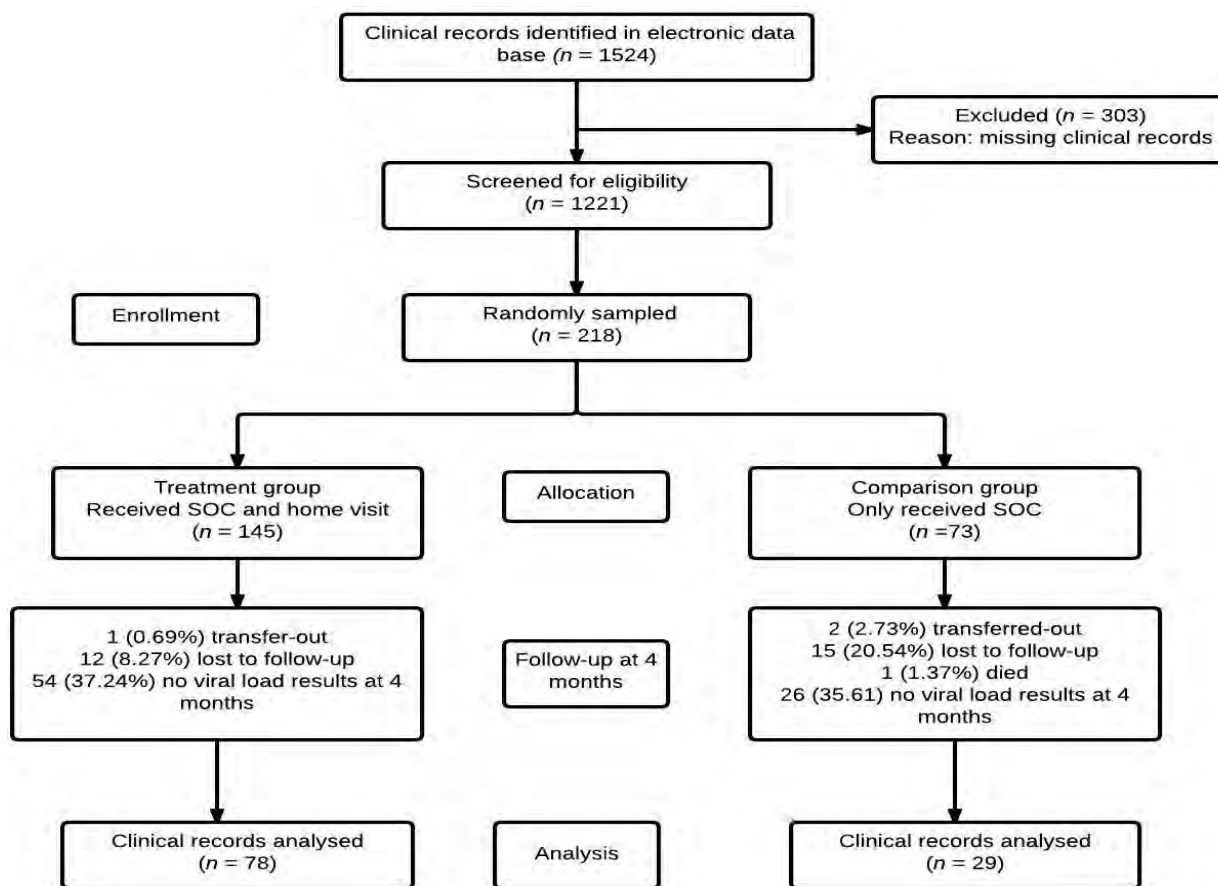 Clinical records identified in electronic data
base (n = 1524)
Excluded (n = 303)
Reason: missing clinical records
Screened for eligibility
(n = 1221)
Enrollment
Randomly sampled
(n = 218)
Treatment group
Received SOC and home visit
(n = 145)
Allocation
Comparison group
Only received SOC
(n =73)
1 (0.69%) transfer-out
12 (8.27%) lost to follow-up
54 (37.24%) no viral load results at 4
months
Follow-up at 4
months
2 (2.73%) transferred-out
15 (20.54%) lost to follow-up
1 (1.37%) died
26 (35.61) no viral load results at 4
months
Clinical records analysed
(n = 78)
Analysis
Clinical records analysed
(n = 29)